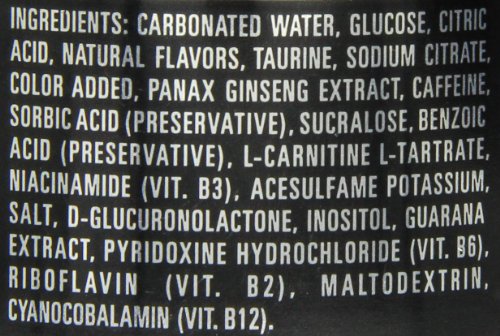 INGREDIENTS: CARBONATED WATER, GLUCOSE, CITRIC
ACID, NATURAL FLAVORS, TAURINE, SODIUM CITRATE,
COLOR ADDED, PANAX GINSENG EXTRACT, CAFFEINE,
SORBIC ACID (PRESERVATIVE), SUCRALOSE, BENZOIC
ACID (PRESERVATIVE), L-CARNITINE L-TARTRATE,
NIACINAMIDE (VIT. B3), ACESULFAME POTASSIUM,
SALT, D-GLUCURONOLACTONE, INOSITOL, GUARANA
EXTRACT, PYRIDOXINE HYDROCHLORIDE (VIT. B6),
RIBOFLAVIN (VIT. B2), MALTODEXTRIN,
CYANOCOBALAMIN (VIT. B12).